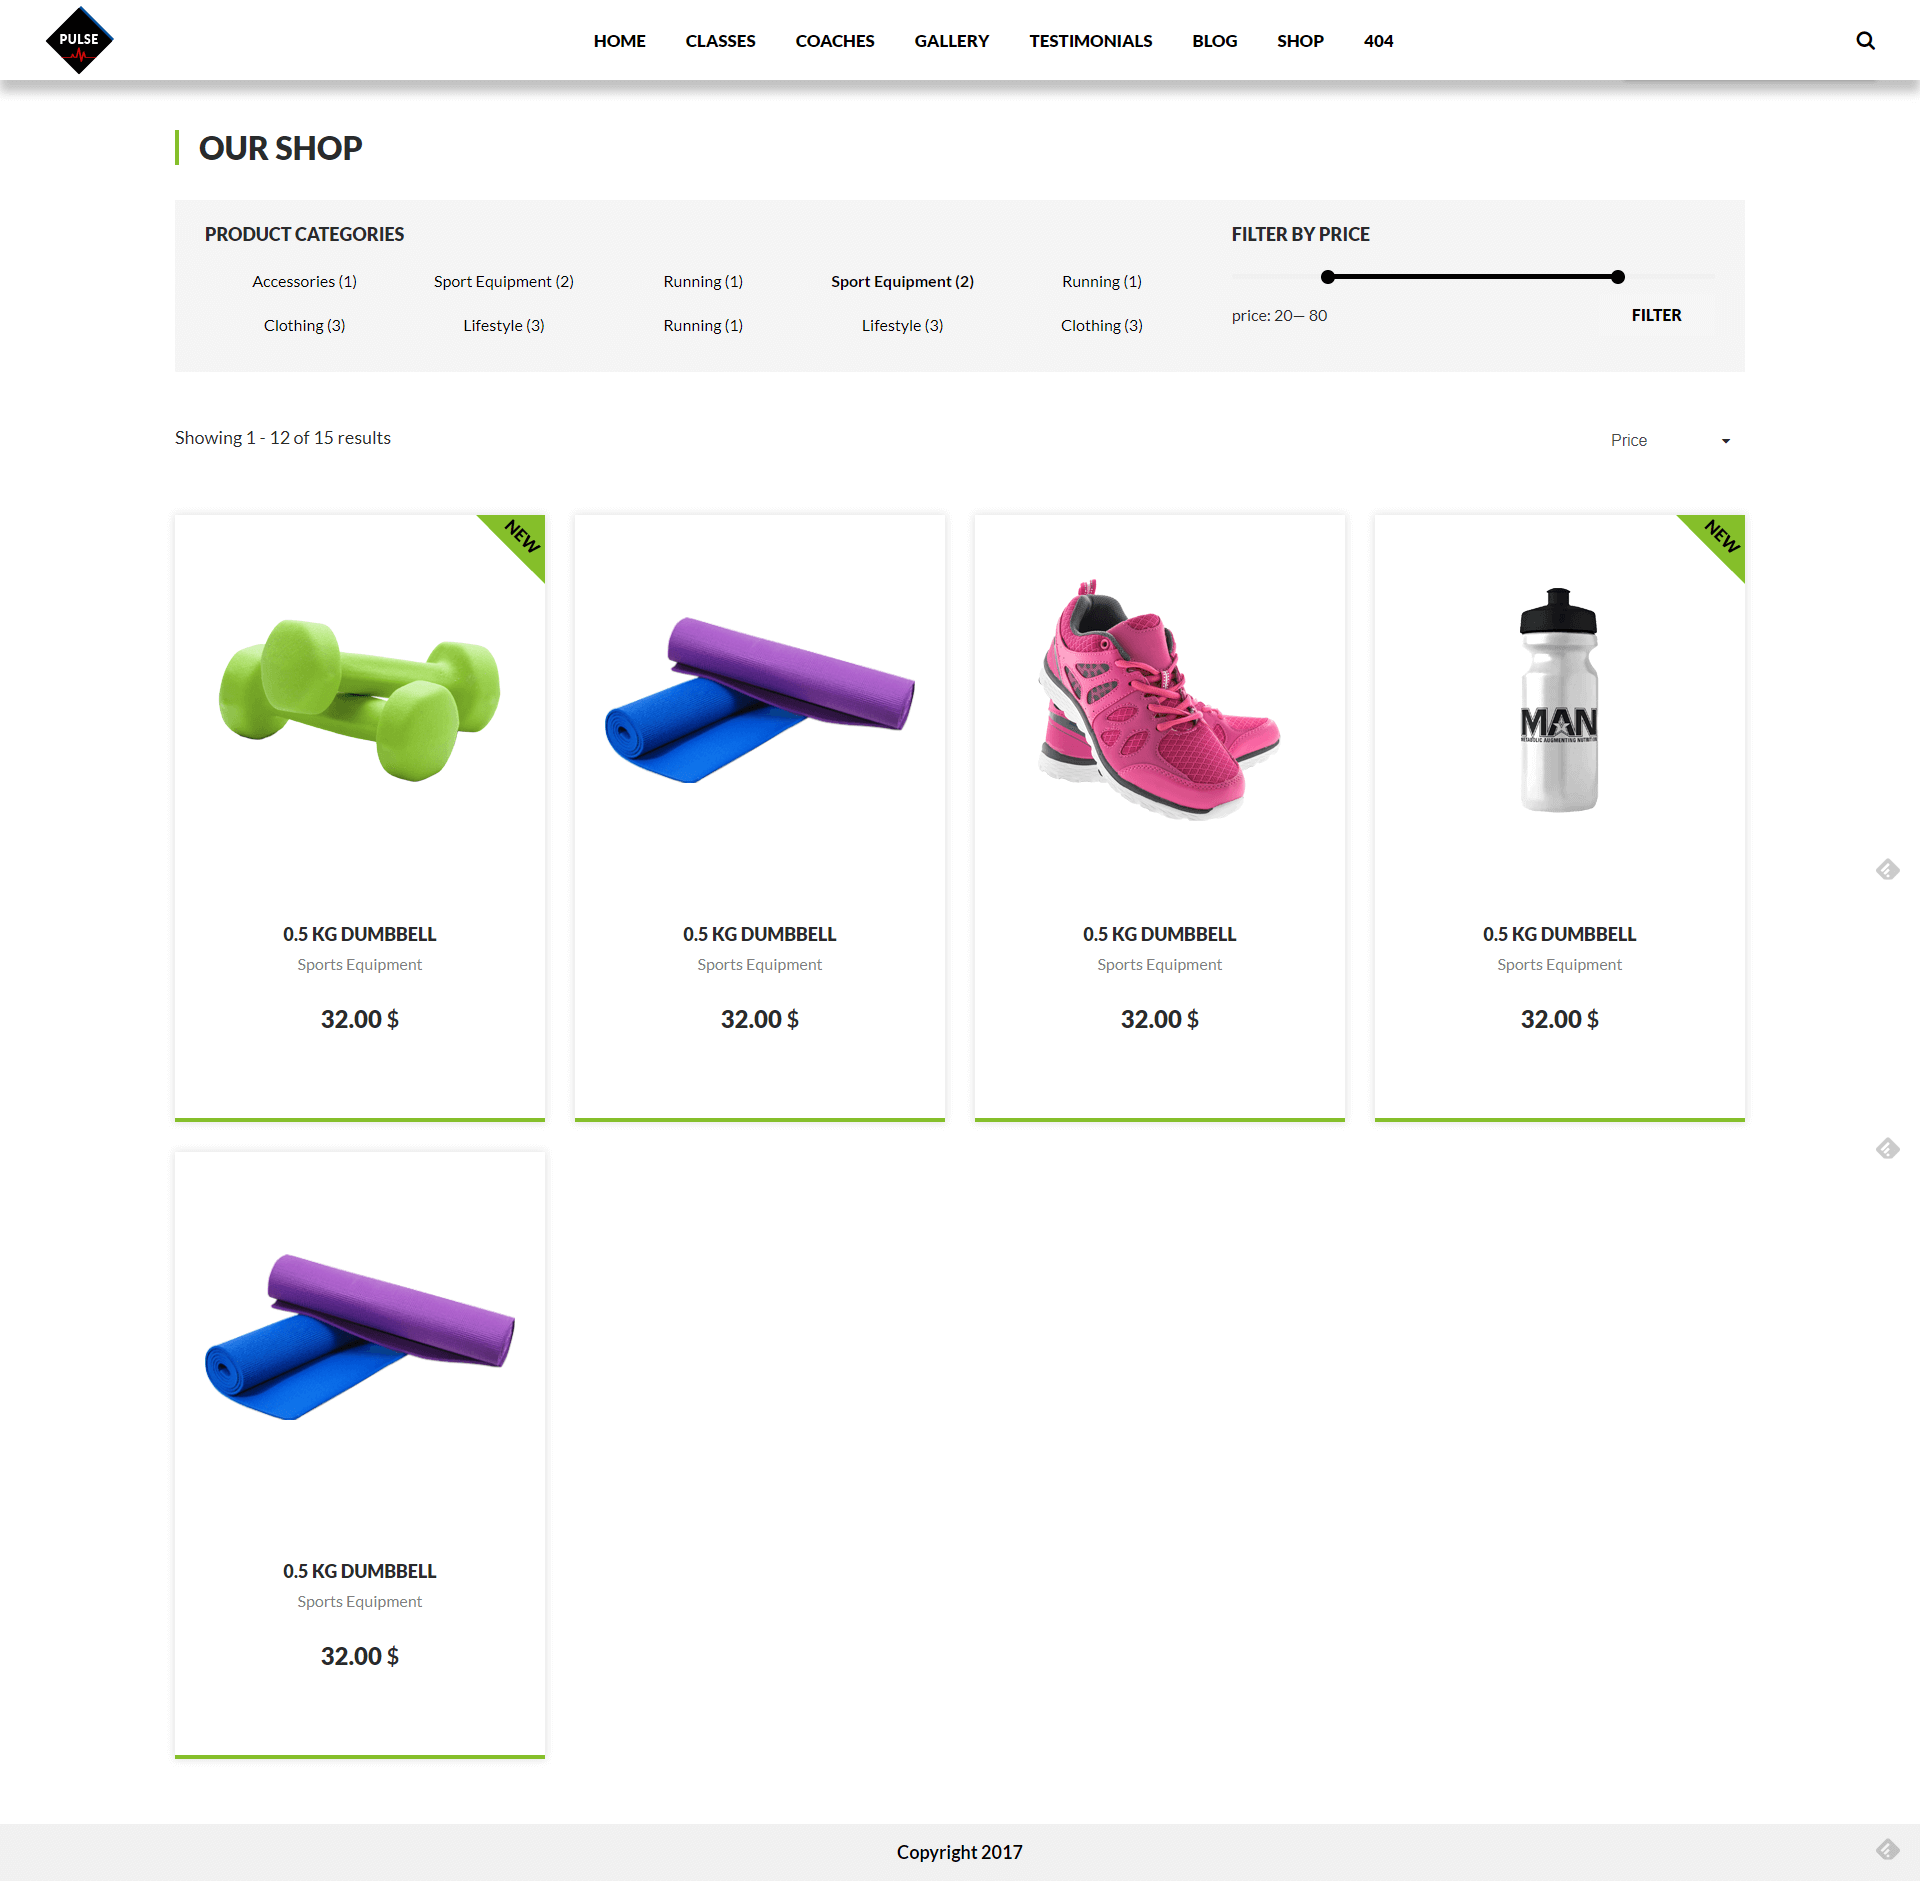 PULSE
HOME CLASSES COACHES GALLERY TESTIMONIALS BLOG SHOP 404
OUR SHOP
PRODUCT CATEGORIES
Accessories (1) Sport Equipment (2) Running (1) Sport Equipment (2) Running (1)
Clothing (3) Lifestyle (3) Running (1) Lifestyle (3) Clothing (3)
FILTER BY PRICE
price: 20— 80 FILTER
Showing 1 - 12 of 15 results
Price
NEW
0.5 KG DUMBBELL
Sports Equipment
32.00 $
0.5 KG DUMBBELL
Sports Equipment
32.00 $
0.5 KG DUMBBELL
Sports Equipment
32.00 $
NEW
MAN
METABOLIC AUGMENTING NUTRITION
0.5 KG DUMBBELL
Sports Equipment
32.00 $
0.5 KG DUMBBELL
Sports Equipment
32.00 $
Copyright 2017